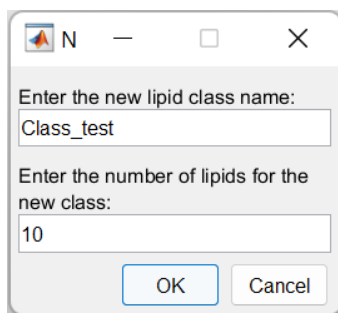 N
Enter the new lipid class name:
Class_test
Enter the number of lipids for the
new class:
10
OK
Cancel